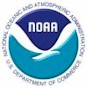 NATIONAL OCEANIC AND ATMOSPHERIC ADMINISTRATION
NOAA
U.S. DEPARTMENT OF COMMERCE